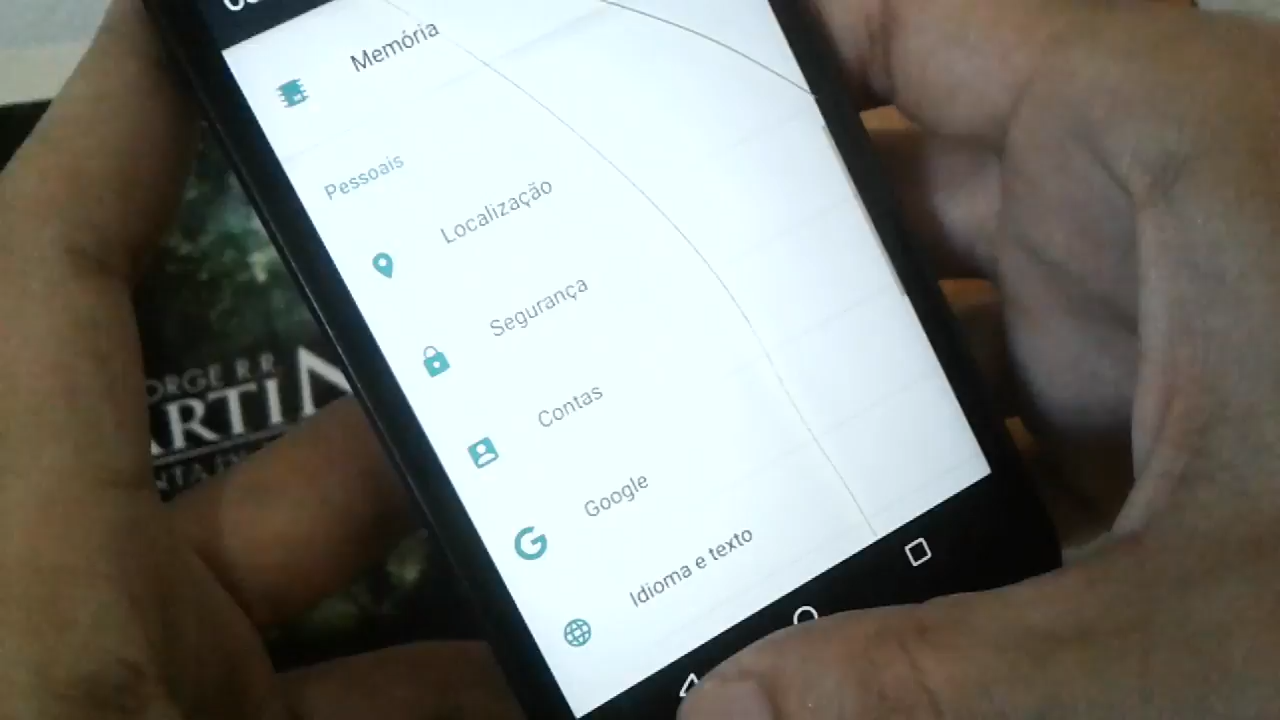 Memória
Pessoais
Localização
Segurança
Contas
Google
Idioma e texto
ORGE R.R.
ARTIN